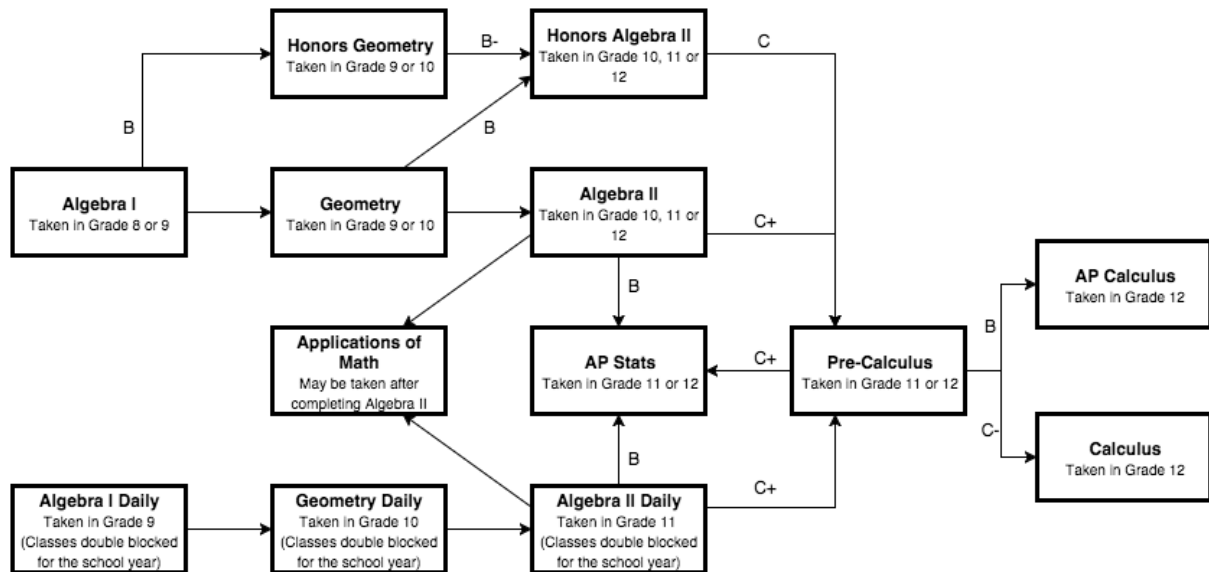 Honors Geometry
Taken in Grade 9 or 10
B-
Honors Algebra II
Taken in Grade 10, 11 or
12
C
B
B
Algebra I
Taken in Grade 8 or 9
Geometry
Taken in Grade 9 or 10
Algebra II
Taken in Grade 10, 11 or
12
C+
B
AP Calculus
Taken in Grade 12
B
Applications of
Math
May be taken after
completing Algebra II
AP Stats
Taken in Grade 11 or 12
C+
Pre-Calculus
Taken in Grade 11 or 12
C-
Calculus
Taken in Grade 12
B
C+
Algebra I Daily
Taken in Grade 9
(Classes double blocked
for the school year)
Geometry Daily
Taken in Grade 10
(Classes double blocked
for the school year)
Algebra II Daily
Taken in Grade 11
(Classes double blocked
for the school year)